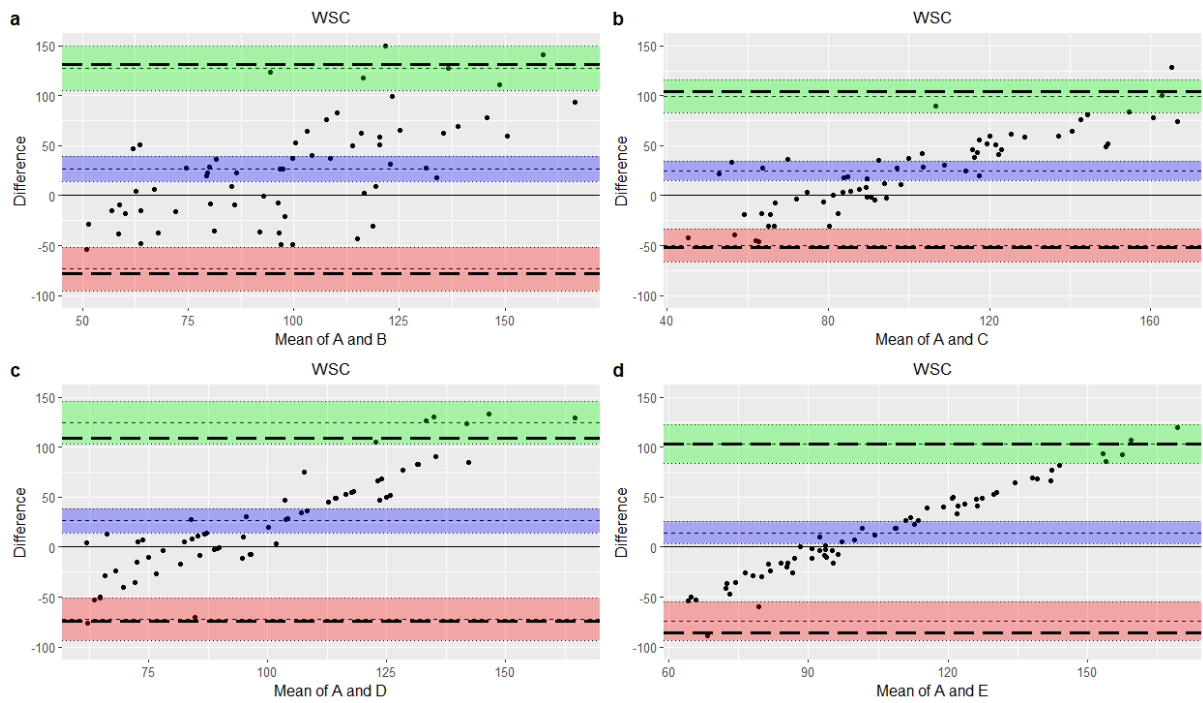 a
WSC
150
100
50
0
-50
-100
Difference
50
75
100
125
150
Mean of A and B
b
WSC
150
100
50
0
-50
-100
Difference
40
80
120
160
Mean of A and C
c
WSC
150
100
50
0
-50
-100
Difference
75
100
125
150
Mean of A and D
d
WSC
150
100
50
0
-50
-100
Difference
60
90
120
150
Mean of A and E